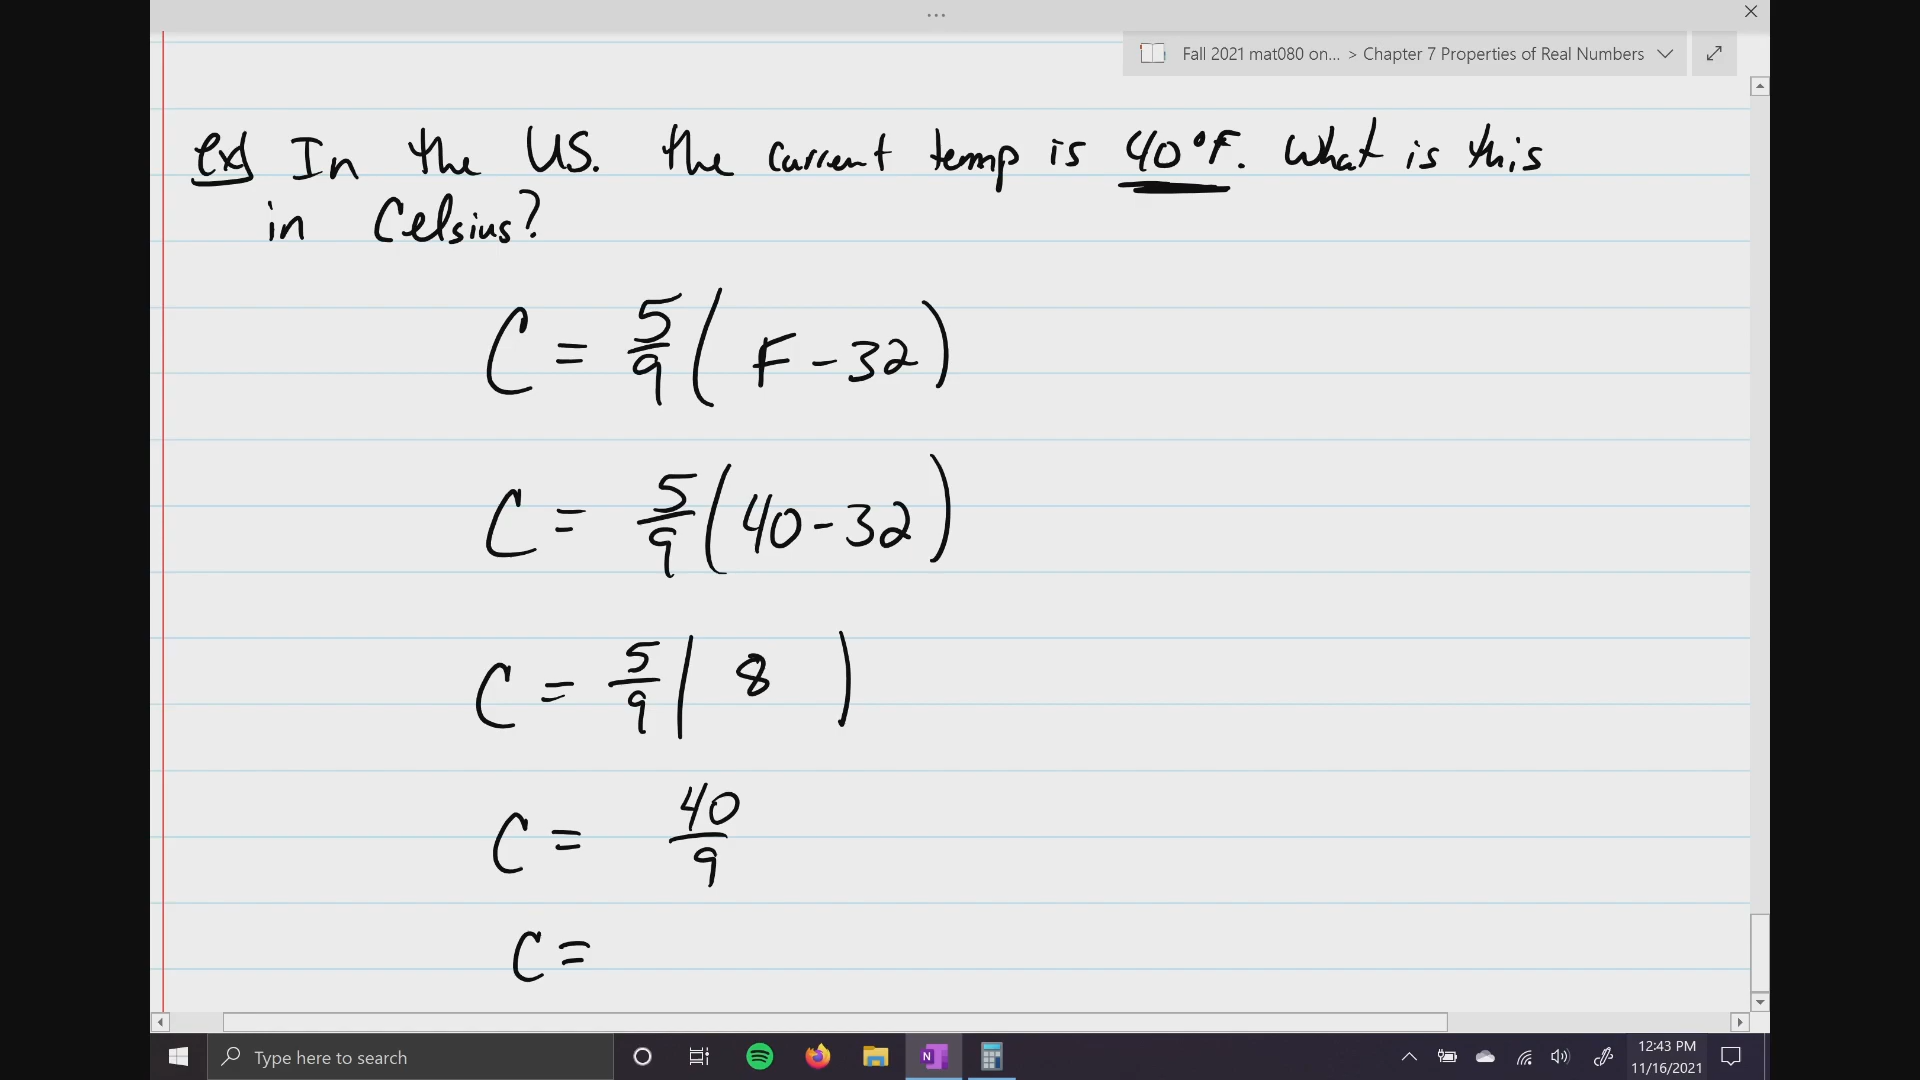 Fall 2021 mat080 on... > Chapter 7 Properties of Real Numbers
ex) In the US. the current temp is 40°F. What is this
in Celsius?
C = 5/9 ( F - 32 )
C = 5/9 ( 40 - 32 )
C = 5/9 ( 8 )
C = 40/9
C =
Type here to search
N
12:43 PM
11/16/2021